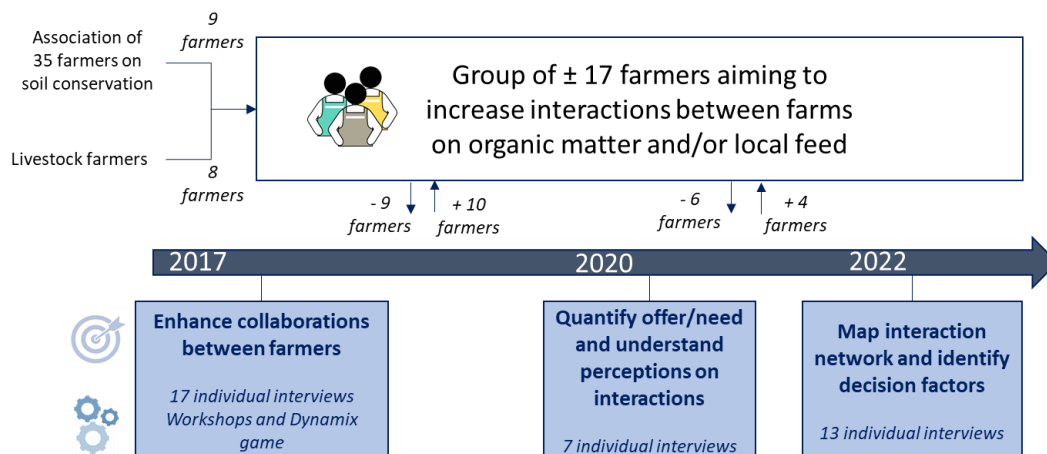 9
farmers
Association of
35 farmers on
soil conservation
Livestock farmers
8
farmers
Group of ± 17 farmers aiming to
increase interactions between farms
on organic matter and/or local feed
- 9
farmers
+ 10
farmers
- 6
farmers
+ 4
farmers
2017
2020
2022
Enhance collaborations
between farmers
17 individual interviews
Workshops and Dynamix
game
Quantify offer/need
and understand
perceptions on
interactions
7 individual interviews
Map interaction
network and identify
decision factors
13 individual interviews